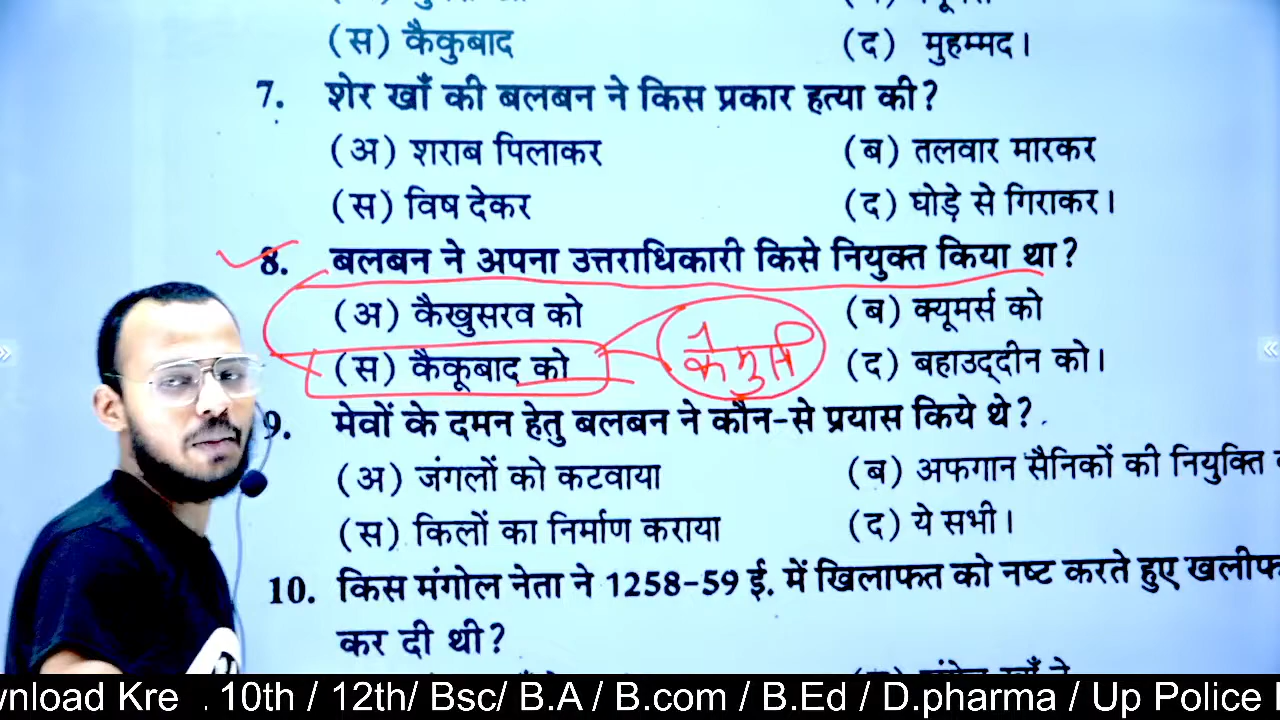 (स) कैकुबाद (द) मुहम्मद।
7. शेर खाँ की बलबन ने किस प्रकार हत्या की?
(अ) शराब पिलाकर (ब) तलवार मारकर
(स) विष देकर (द) घोड़े से गिराकर।
8. बलबन ने अपना उत्तराधिकारी किसे नियुक्त किया था?
(अ) कैखुसरव को (ब) क्यूमर्स को
(स) कैकूबाद को (द) बहाउद्दीन को।
9. मेवों के दमन हेतु बलबन ने कौन-से प्रयास किये थे?
(अ) जंगलों को कटवाया (ब) अफगान सैनिकों की नियुक्ति
(स) किलों का निर्माण कराया (द) ये सभी।
10. किस मंगोल नेता ने 1258-59 ई. में खिलाफत को नष्ट करते हुए खलीफ
कर दी थी?
wnload Kre . 10th / 12th/ Bsc/ B.A / B.com / B.Ed / D.pharma / Up Police